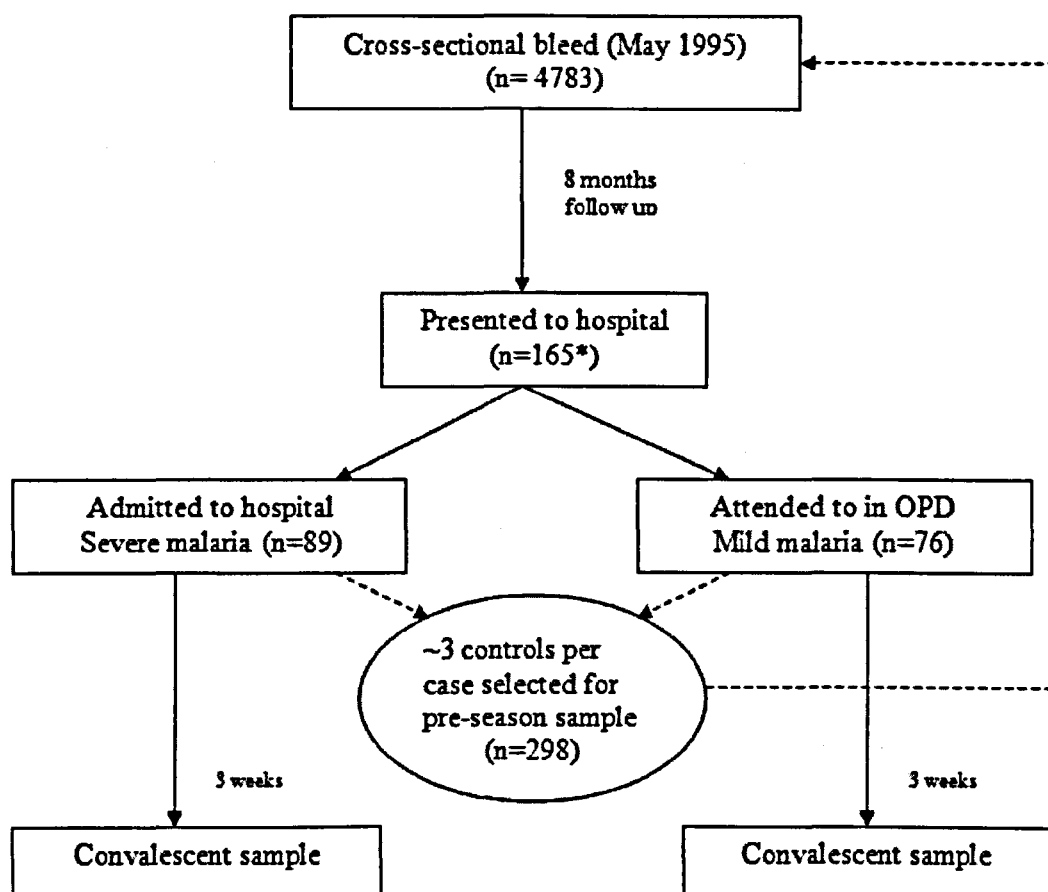 Cross-sectional bleed (May 1995)
(n= 4783)
8 months
follow up
Presented to hospital
(n=165*)
Admitted to hospital
Severe malaria (n=89)
Attended to in OPD
Mild malaria (n=76)
~3 controls per
case selected for
pre-season sample
(n=298)
3 weeks
3 weeks
Convalescent sample
Convalescent sample